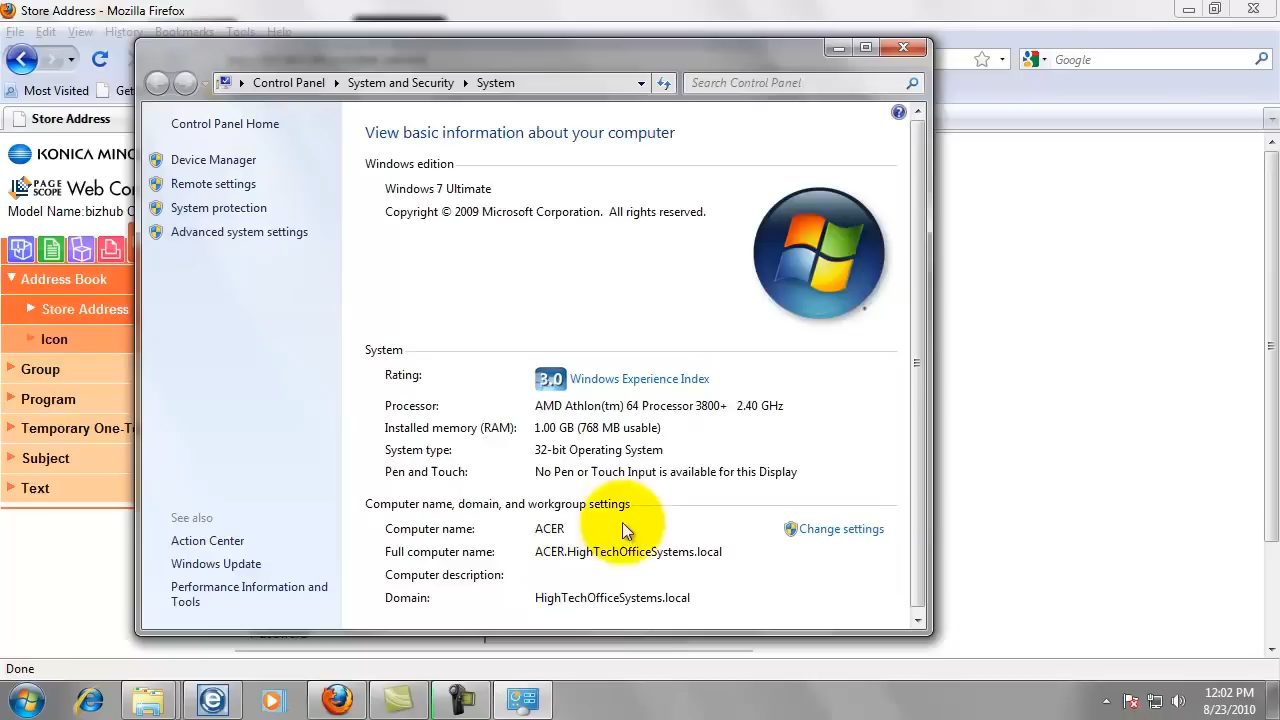 Store Address - Mozilla Firefox
File Edit View History Bookmarks Tools Help
Control Panel System and Security System
Search Control Panel
Google
Most Visited
Store Address
Control Panel Home
Device Manager
Remote settings
System protection
Advanced system settings
See also
Action Center
Windows Update
Performance Information and
Tools
View basic information about your computer
Windows edition
Windows 7 Ultimate
Copyright © 2009 Microsoft Corporation. All rights reserved.
System
Rating: 3.0 Windows Experience Index
Processor: AMD Athlon(tm) 64 Processor 3800+ 2.40 GHz
Installed memory (RAM): 1.00 GB (768 MB usable)
System type: 32-bit Operating System
Pen and Touch: No Pen or Touch Input is available for this Display
Computer name, domain, and workgroup settings
Computer name: ACER Change settings
Full computer name: ACER.HighTechOfficeSystems.local
Computer description:
Domain: HighTechOfficeSystems.local
KONICA
PAGE
SCOPE Web
Model Name:bizhub
Address Book
Store Address
Icon
Group
Program
Temporary
Subject
Text
Done
12:02 PM
8/23/2010